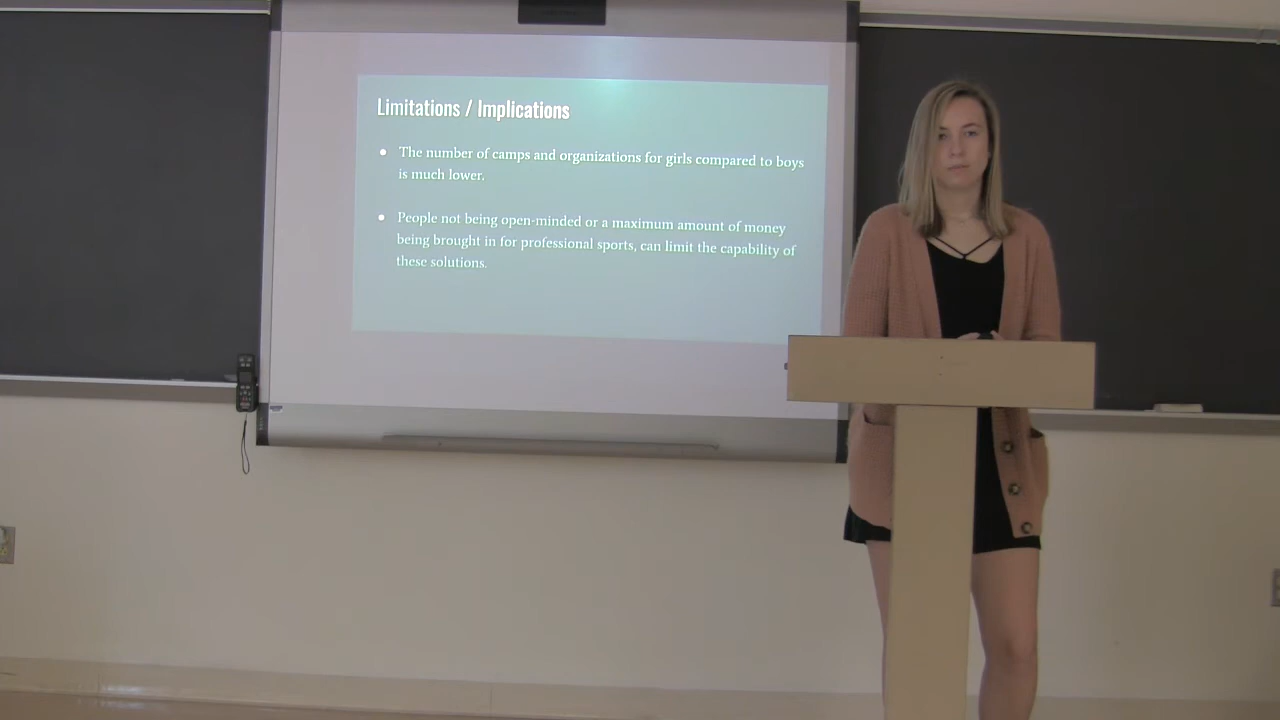 Limitations / Implications
● The number of camps and organizations for girls compared to boys
is much lower.
● People not being open-minded or a maximum amount of money
being brought in for professional sports, can limit the capability of
these solutions.